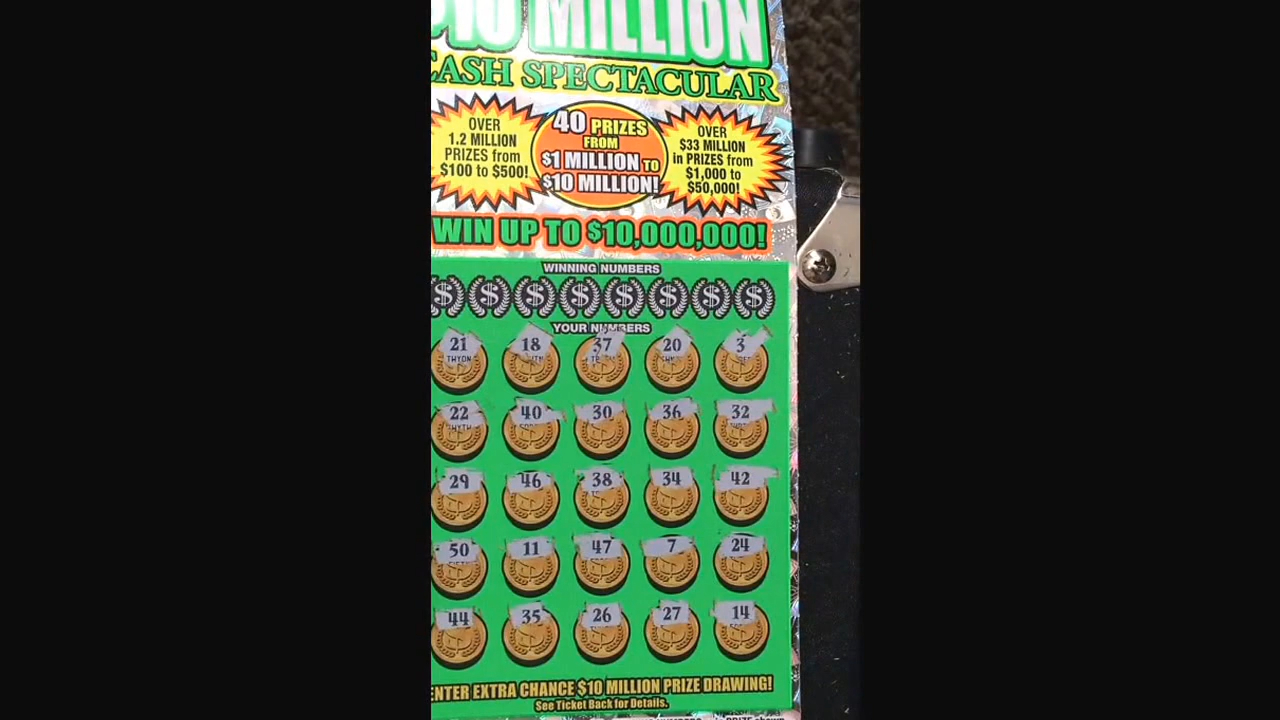 MILLION
CASH SPECTACULAR
OVER
1.2 MILLION
PRIZES from
$100 to $500!
40 PRIZES
FROM
$1 MILLION TO
$10 MILLION!
OVER
$33 MILLION
in PRIZES from
$1,000 to
$50,000!
WIN UP TO $10,000,000!
WINNING NUMBERS
YOUR NUMBERS
21 18 37 20 3
THYON
22 40 30 36 32
29 46 38 34 42
50 11 47 7 24
44 35 26 27 14
ENTER EXTRA CHANCE $10 MILLION PRIZE DRAWING!
See Ticket Back for Details.